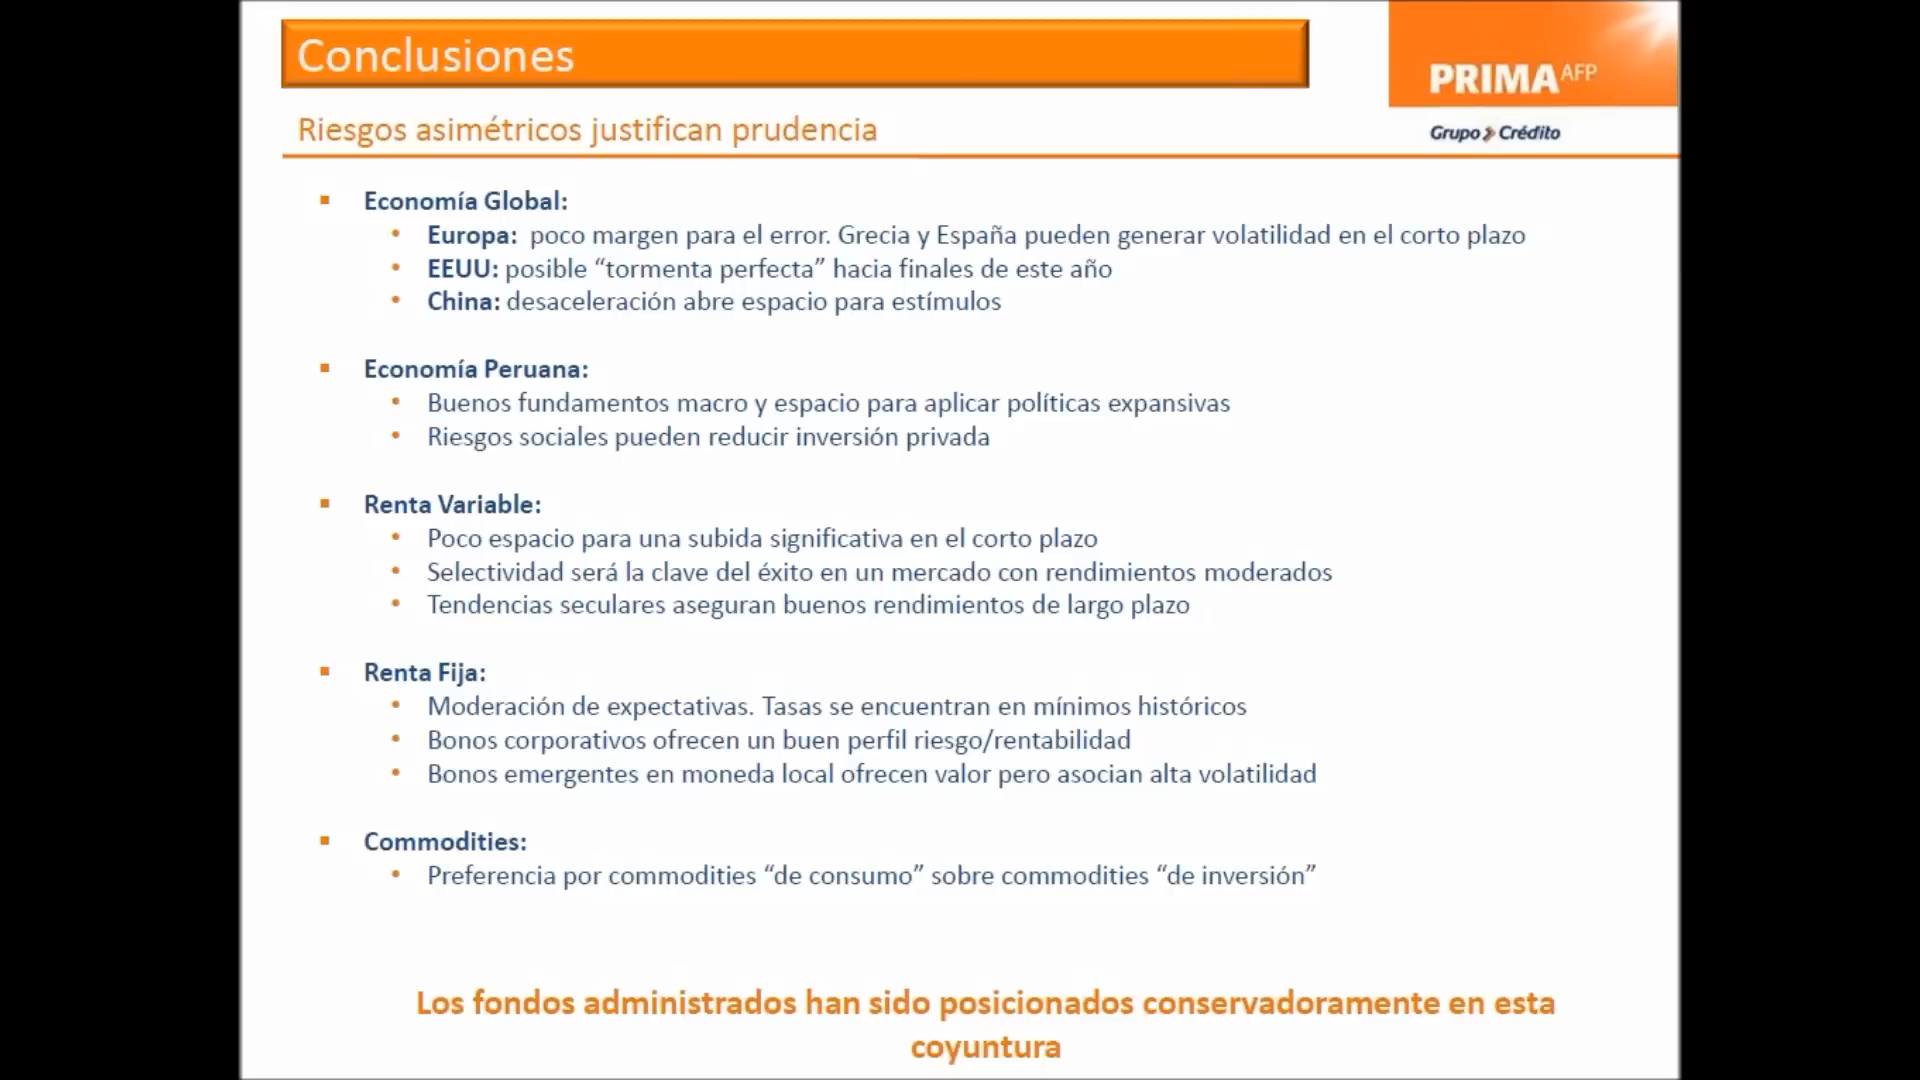 Conclusiones
PRIMA AFP
Riesgos asimétricos justifican prudencia
Grupo Crédito
Economía Global:
Europa: poco margen para el error. Grecia y España pueden generar volatilidad en el corto plazo
EEUU: posible “tormenta perfecta” hacia finales de este año
China: desaceleración abre espacio para estímulos
Economía Peruana:
Buenos fundamentos macro y espacio para aplicar políticas expansivas
Riesgos sociales pueden reducir inversión privada
Renta Variable:
Poco espacio para una subida significativa en el corto plazo
Selectividad será la clave del éxito en un mercado con rendimientos moderados
Tendencias seculares aseguran buenos rendimientos de largo plazo
Renta Fija:
Moderación de expectativas. Tasas se encuentran en mínimos históricos
Bonos corporativos ofrecen un buen perfil riesgo/rentabilidad
Bonos emergentes en moneda local ofrecen valor pero asocian alta volatilidad
Commodities:
Preferencia por commodities “de consumo” sobre commodities “de inversión”
Los fondos administrados han sido posicionados conservadoramente en esta
coyuntura